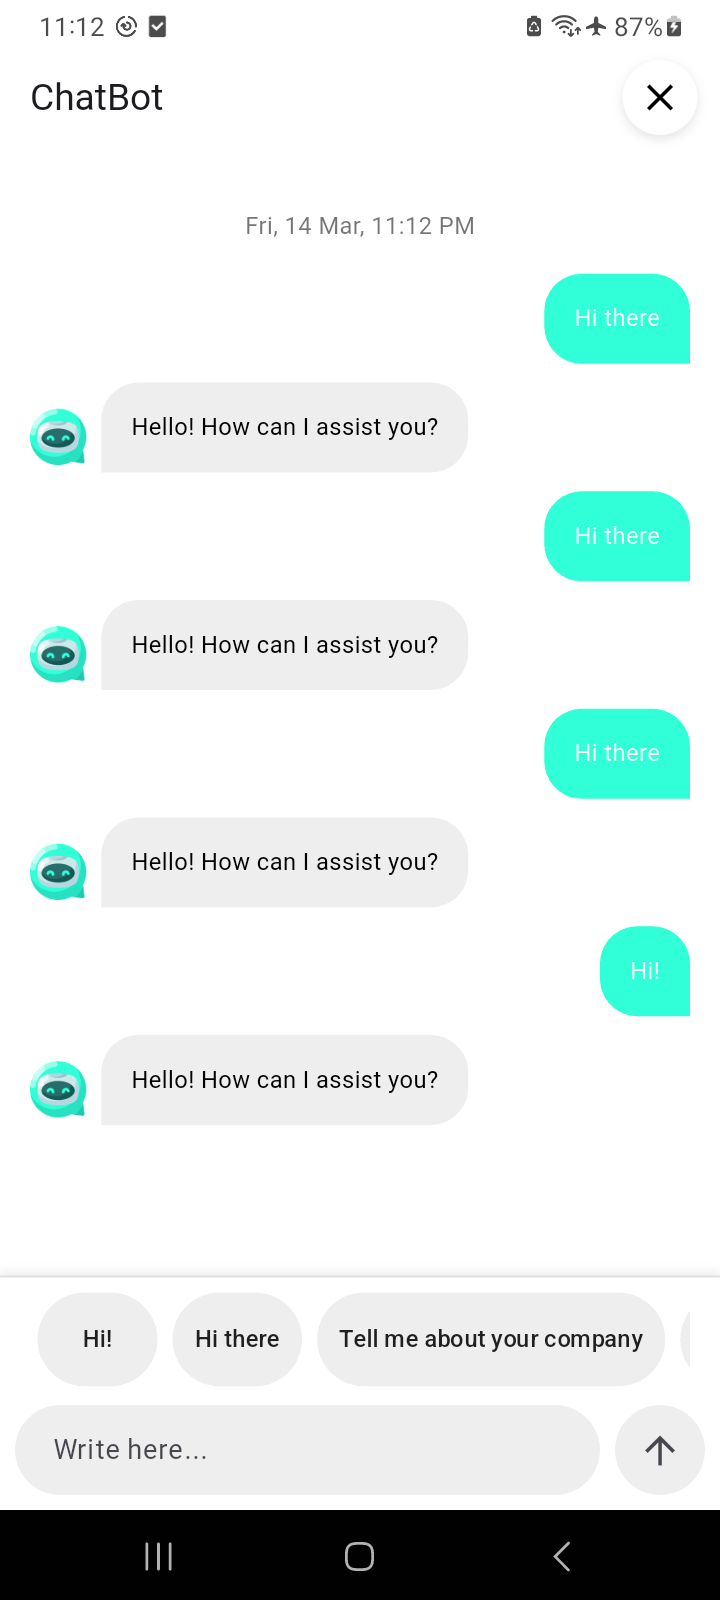 11:12
87%
ChatBot
Fri, 14 Mar, 11:12 PM
Hi there
Hello! How can I assist you?
Hi there
Hello! How can I assist you?
Hi there
Hello! How can I assist you?
Hi!
Hello! How can I assist you?
Hi!
Hi there
Tell me about your company
Write here...